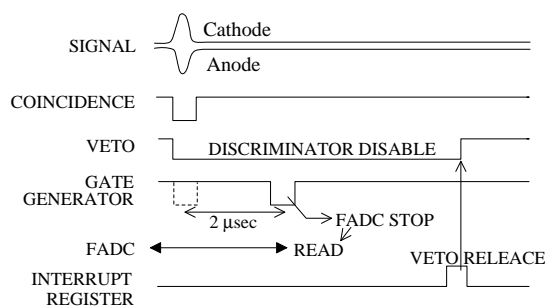 Cathode
SIGNAL
Anode
COINCIDENCE
VETO
DISCRIMINATOR DISABLE
GATE
GENERATOR
2 μsec
FADC STOP
FADC
READ
VETO RELEACE
INTERRUPT
REGISTER